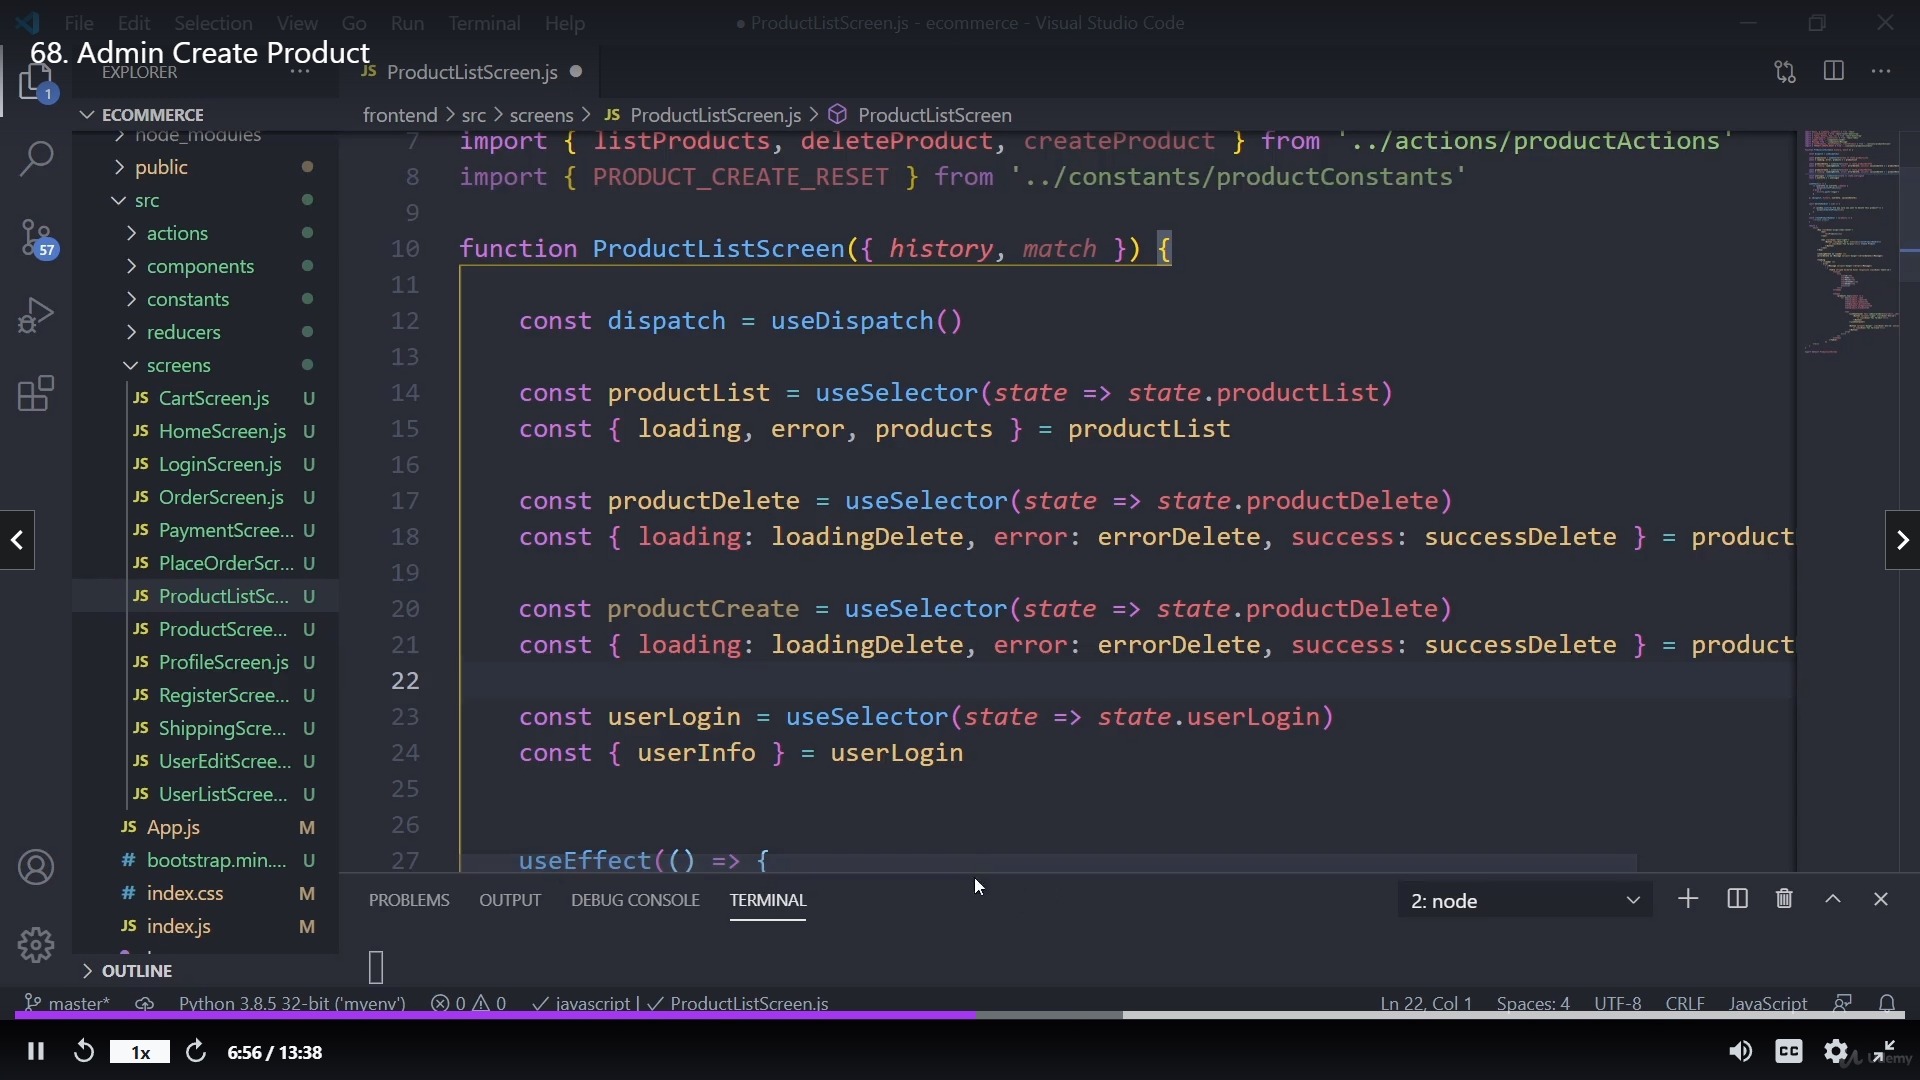 File Edit Selection View Go Run Terminal Help
● ProductListScreen.js - ecommerce - Visual Studio Code
68. Admin Create Product
EXPLORER
JS ProductListScreen.js
1
57
ECOMMERCE
node_modules
public
src
actions
components
constants
reducers
screens
JS CartScreen.js U
JS HomeScreen.js U
JS LoginScreen.js U
JS OrderScreen.js U
JS PaymentScree... U
JS PlaceOrderScr... U
JS ProductListSc... U
JS ProductScree... U
JS ProfileScreen.js U
JS RegisterScree... U
JS ShippingScre... U
JS UserEditScree... U
JS UserListScree... U
JS App.js M
# bootstrap.min.... U
# index.css M
JS index.js M
OUTLINE
frontend > src > screens > JS ProductListScreen.js > ProductListScreen
7 import { listProducts, deleteProduct, createProduct } from '../actions/productActions'
8 import { PRODUCT_CREATE_RESET } from '../constants/productConstants'
9
10 function ProductListScreen({ history, match }) {
11
12 const dispatch = useDispatch()
13
14 const productList = useSelector(state => state.productList)
15 const { loading, error, products } = productList
16
17 const productDelete = useSelector(state => state.productDelete)
18 const { loading: loadingDelete, error: errorDelete, success: successDelete } = product
19
20 const productCreate = useSelector(state => state.productDelete)
21 const { loading: loadingDelete, error: errorDelete, success: successDelete } = product
22
23 const userLogin = useSelector(state => state.userLogin)
24 const { userInfo } = userLogin
25
26
27 useEffect(() => {
PROBLEMS OUTPUT DEBUG CONSOLE TERMINAL
2: node
master* Python 3.8.5 32-bit ('myenv') 0 0 javascript | ProductListScreen.js
Ln 22, Col 1 Spaces: 4 UTF-8 CRLF JavaScript
1x 6:56 / 13:38
CC
Udemy